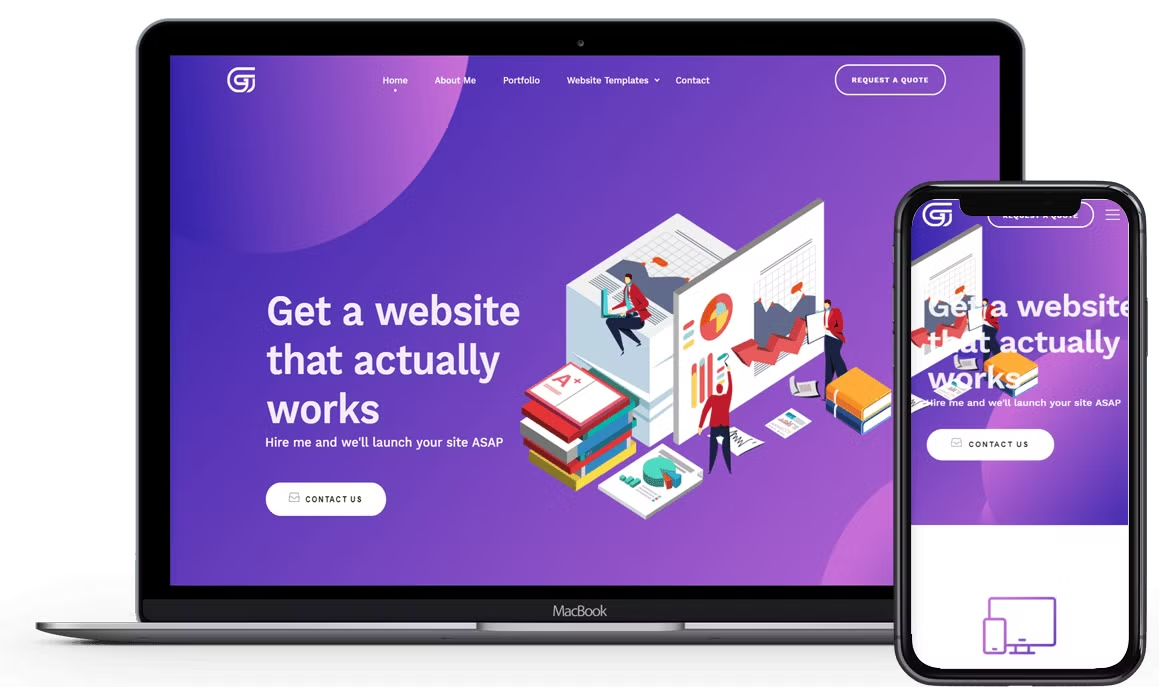 Home About Me Portfolio Website Templates Contact REQUEST A QUOTE
Get a website
that actually
works
Hire me and we'll launch your site ASAP
CONTACT US
A+
MacBook
REQUEST A QUOTE
Get a website
that actually
works
Hire me and we'll launch your site ASAP
CONTACT US